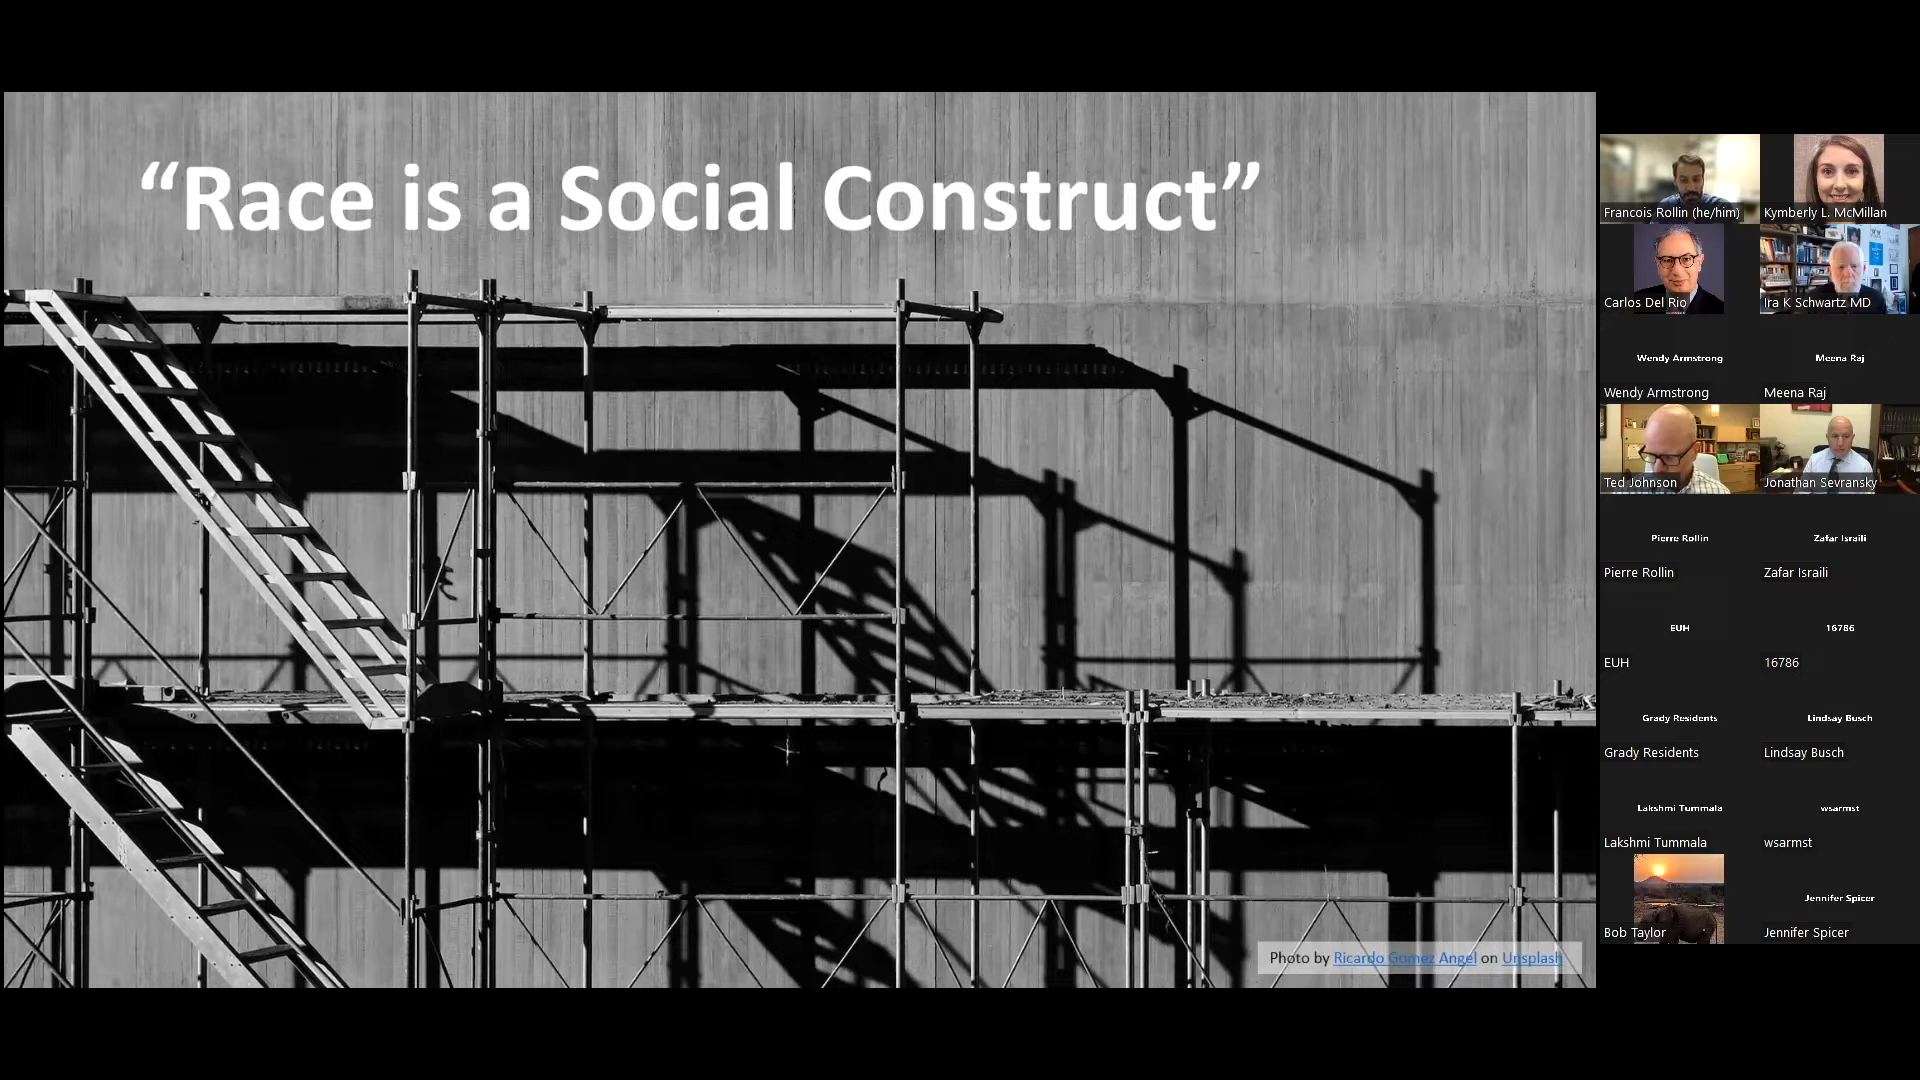 “Race is a Social Construct”
Photo by Ricardo Gomez Angel on Unsplash
Francois Rollin (he/him)
Kymberly L. McMillan
Carlos Del Rio
Ira K Schwartz MD
Wendy Armstrong
Meena Raj
Wendy Armstrong
Meena Raj
Ted Johnson
Jonathan Sevransky
Pierre Rollin
Zafar Israili
Pierre Rollin
Zafar Israili
EUH
16786
EUH
16786
Grady Residents
Lindsay Busch
Grady Residents
Lindsay Busch
Lakshmi Tummala
wsarmst
Lakshmi Tummala
wsarmst
Jennifer Spicer
Bob Taylor
Jennifer Spicer